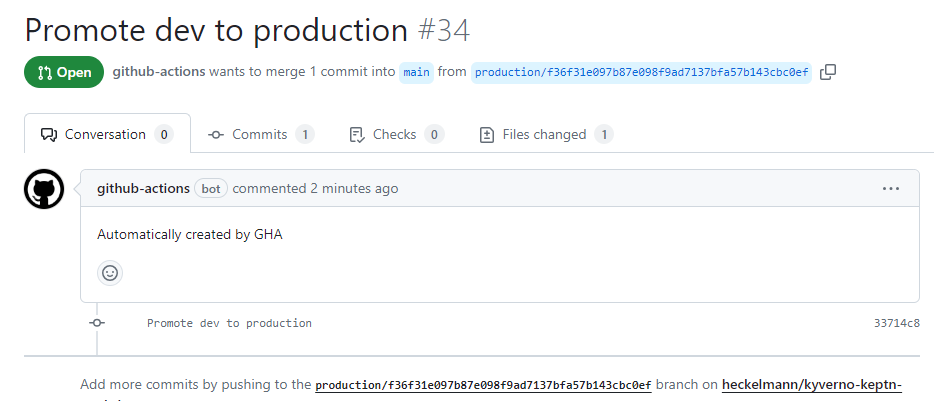 Promote dev to production #34
Open github-actions wants to merge 1 commit into main from production/f36f31e097b87e098f9ad7137bfa57b143cbc0ef
Conversation 0 Commits 1 Checks 0 Files changed 1
github-actions bot commented 2 minutes ago
Automatically created by GHA
Promote dev to production 33714c8
Add more commits by pushing to the production/f36f31e097b87e098f9ad7137bfa57b143cbc0ef branch on heckelmann/kyverno-keptn-